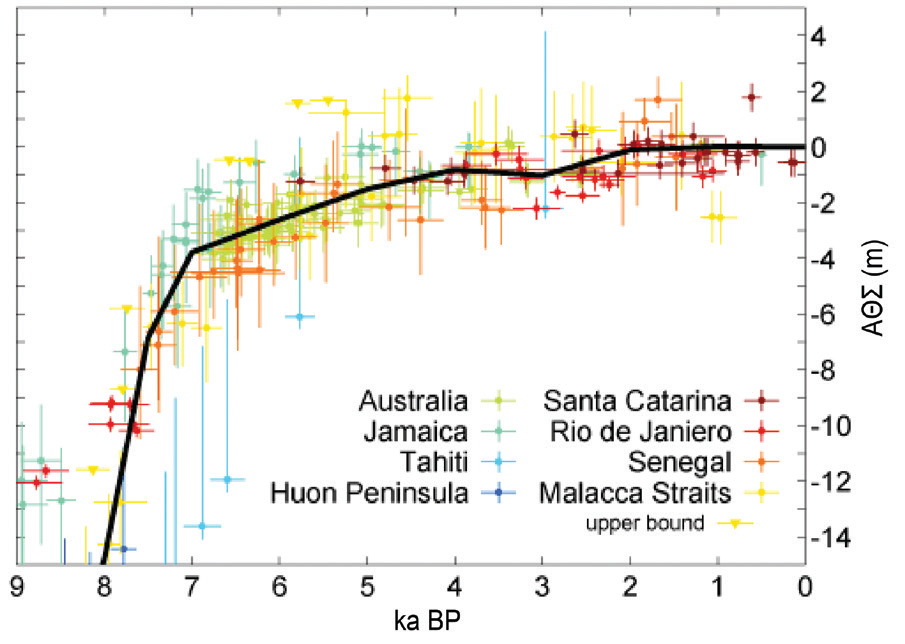 4
2
0
-2
-4
-6
-8
-10
-12
-14
ΑΘΣ (m)
Australia
Santa Catarina
Jamaica
Rio de Janiero
Tahiti
Senegal
Huon Peninsula
Malacca Straits
upper bound
9 8 7 6 5 4 3 2 1 0
ka BP